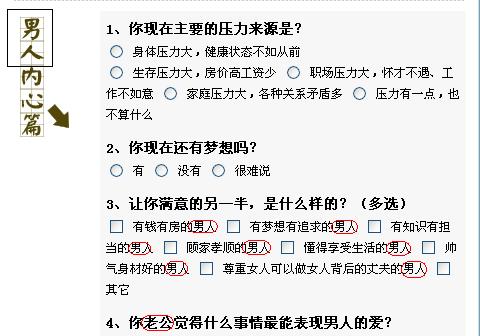 男人内心篇
1、你现在主要的压力来源是？
身体压力大，健康状态不如从前
生存压力大，房价高工资少 职场压力大，怀才不遇、工
作不如意 家庭压力大，各种关系矛盾多 压力有一点，也
不算什么
2、你现在还有梦想吗？
有 没有 很难说
3、让你满意的另一半，是什么样的？（多选）
有钱有房的男人 有梦想有追求的男人 有知识有担
当的男人 顾家孝顺的男人 懂得享受生活的男人 帅
气身材好的男人 尊重女人可以做女人背后的丈夫的男人
其它
4、你老公觉得什么事情最能表现男人的爱？